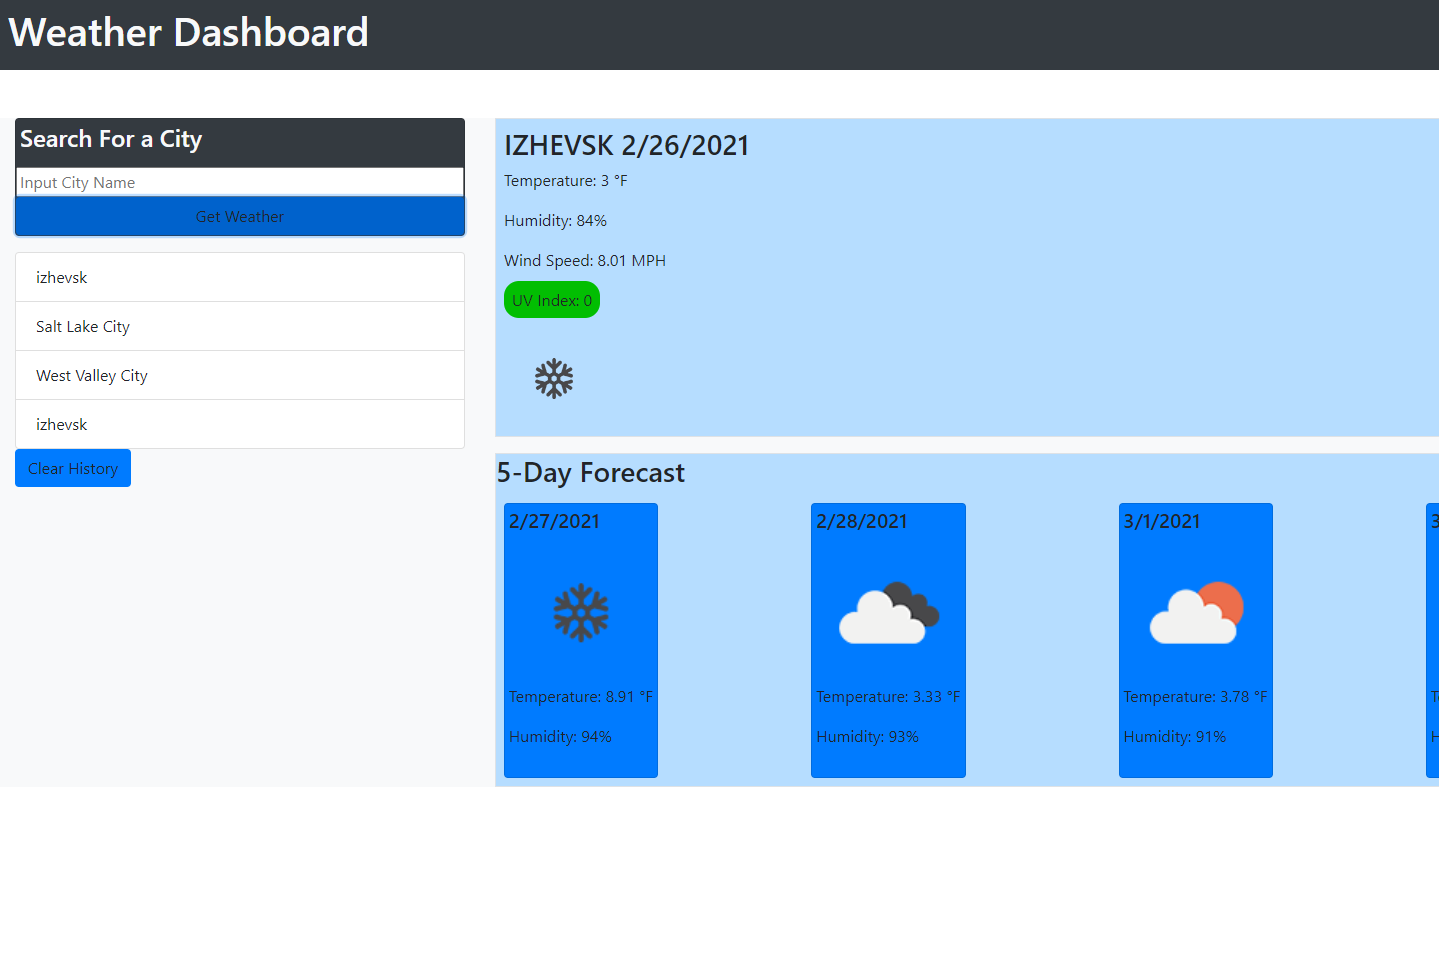 Weather Dashboard
Search For a City
Input City Name
Get Weather
izhevsk
Salt Lake City
West Valley City
izhevsk
Clear History
IZHEVSK 2/26/2021
Temperature: 3 °F
Humidity: 84%
Wind Speed: 8.01 MPH
UV Index: 0
5-Day Forecast
2/27/2021
Temperature: 8.91 °F
Humidity: 94%
2/28/2021
Temperature: 3.33 °F
Humidity: 93%
3/1/2021
Temperature: 3.78 °F
Humidity: 91%